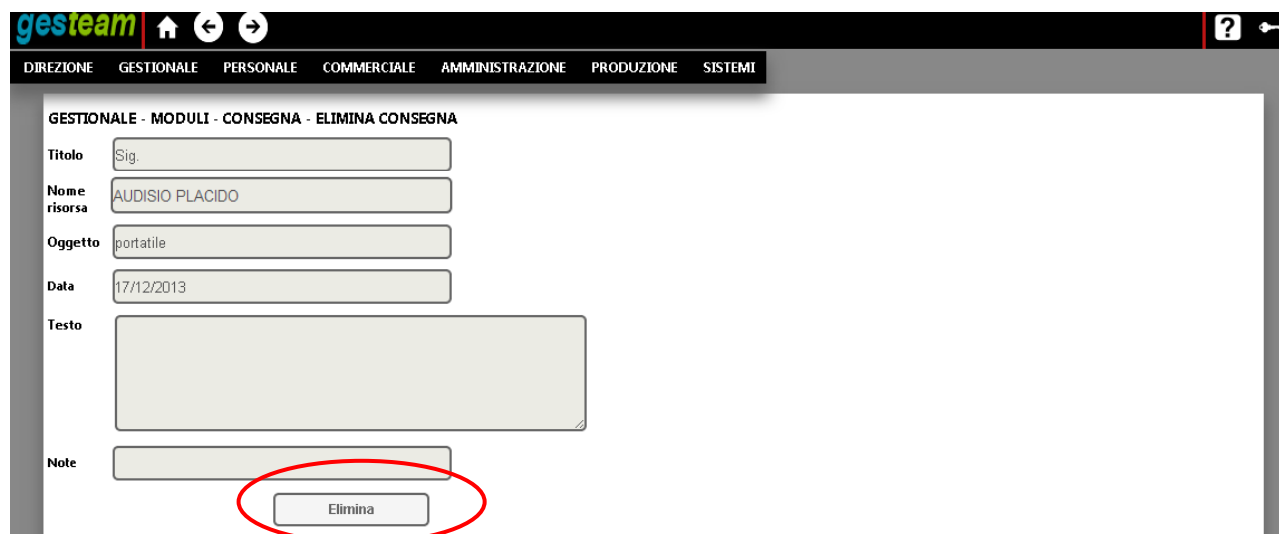 gesteam
?
DIREZIONE GESTIONALE PERSONALE COMMERCIALE AMMINISTRAZIONE PRODUZIONE SISTEMI
GESTIONALE - MODULI - CONSEGNA - ELIMINA CONSEGNA
Titolo Sig.
Nome
risorsa AUDISIO PLACIDO
Oggetto portatile
Data 17/12/2013
Testo
Note
Elimina